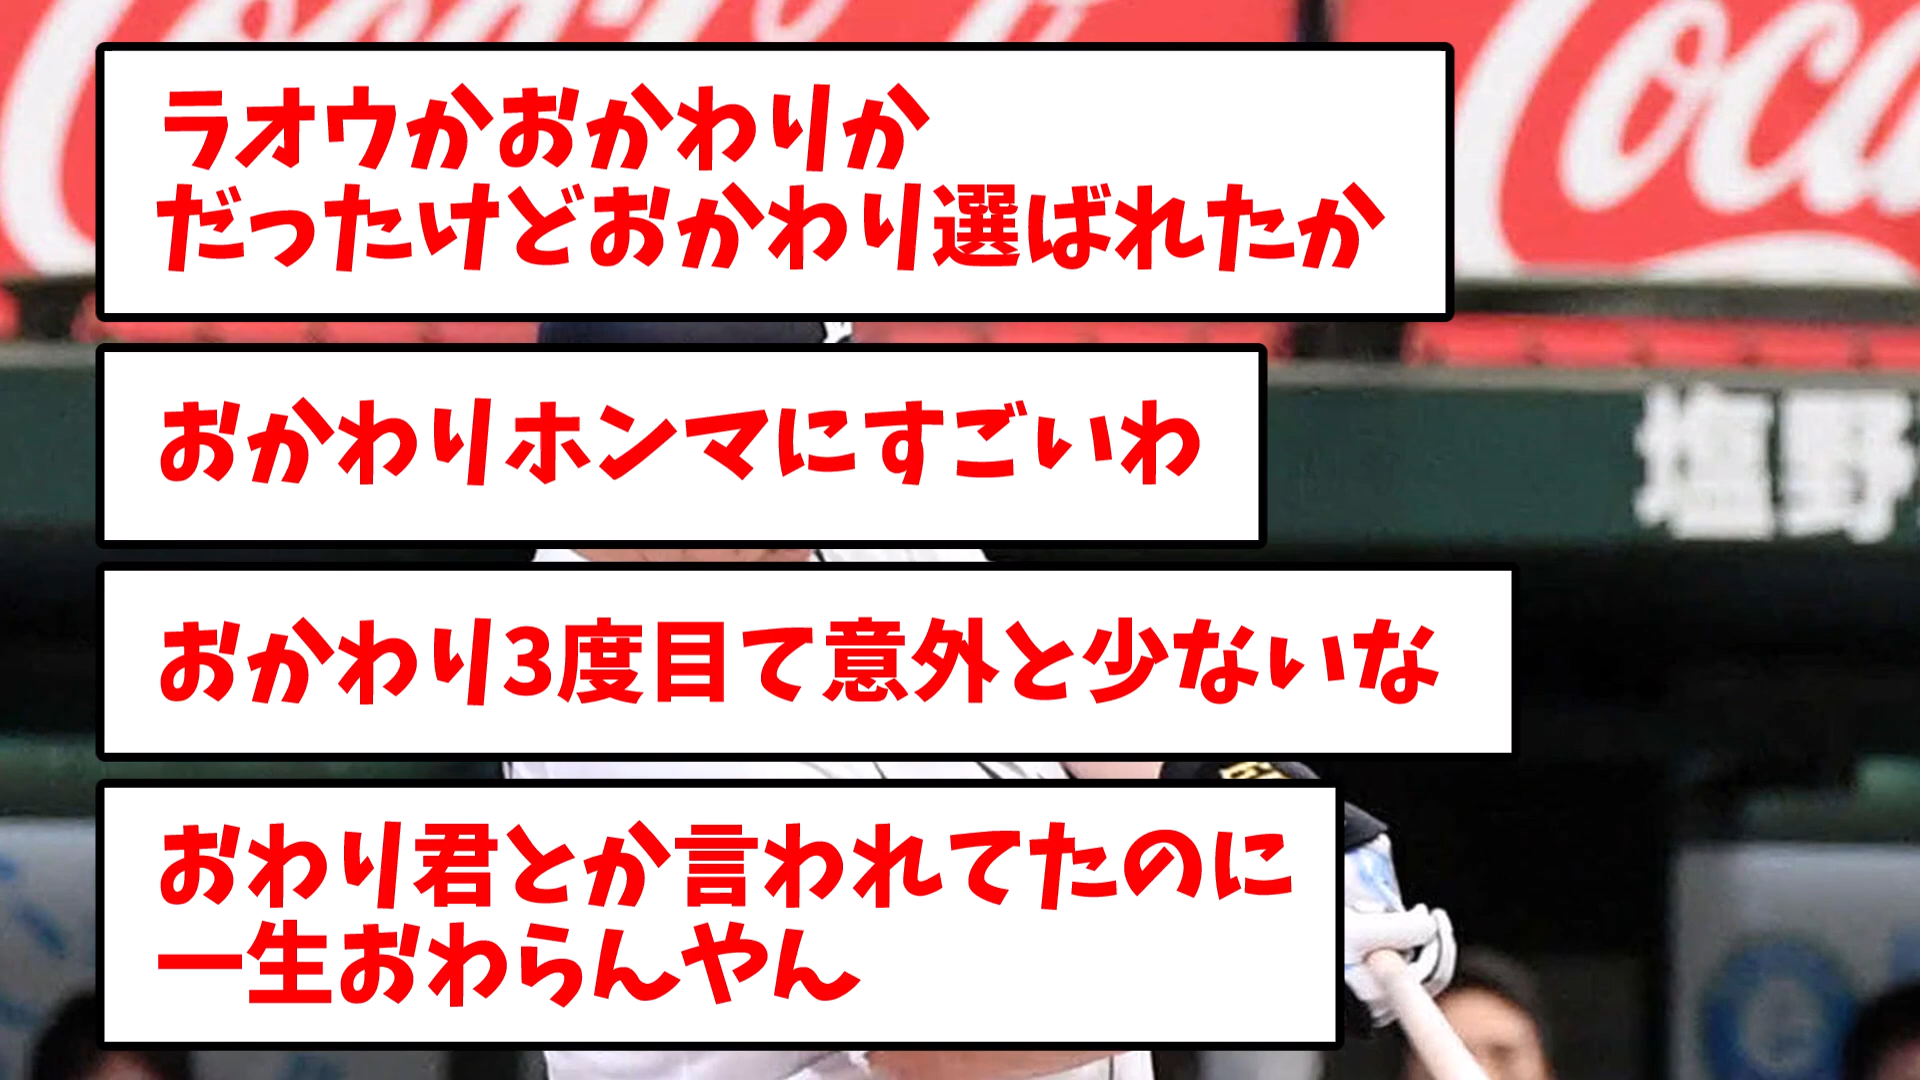 Coca-Cola
Coca
ラオウかおかわりか
だったけどおかわり選ばれたか
おかわりホンマにすごいわ
塩野
おかわり3度目て意外と少ないな
おわり君とか言われてたのに
一生おわらんやん